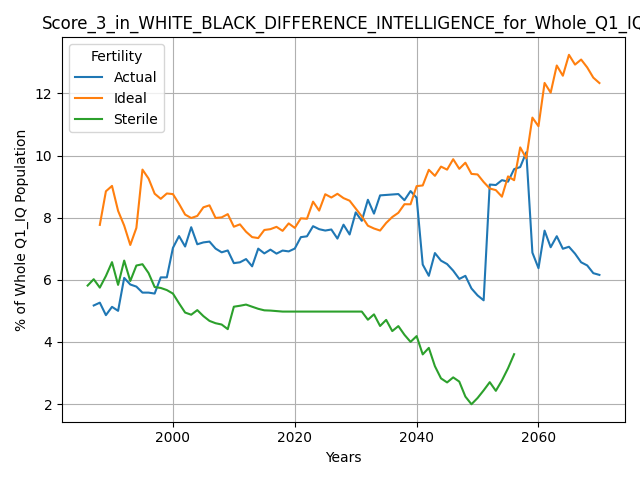 Score_3_in_WHITE_BLACK_DIFFERENCE_INTELLIGENCE_for_Whole_Q1_IQ
Fertility
Actual
Ideal
Sterile
% of Whole Q1_IQ Population
12
10
8
6
4
2
2000 2020 2040 2060
Years